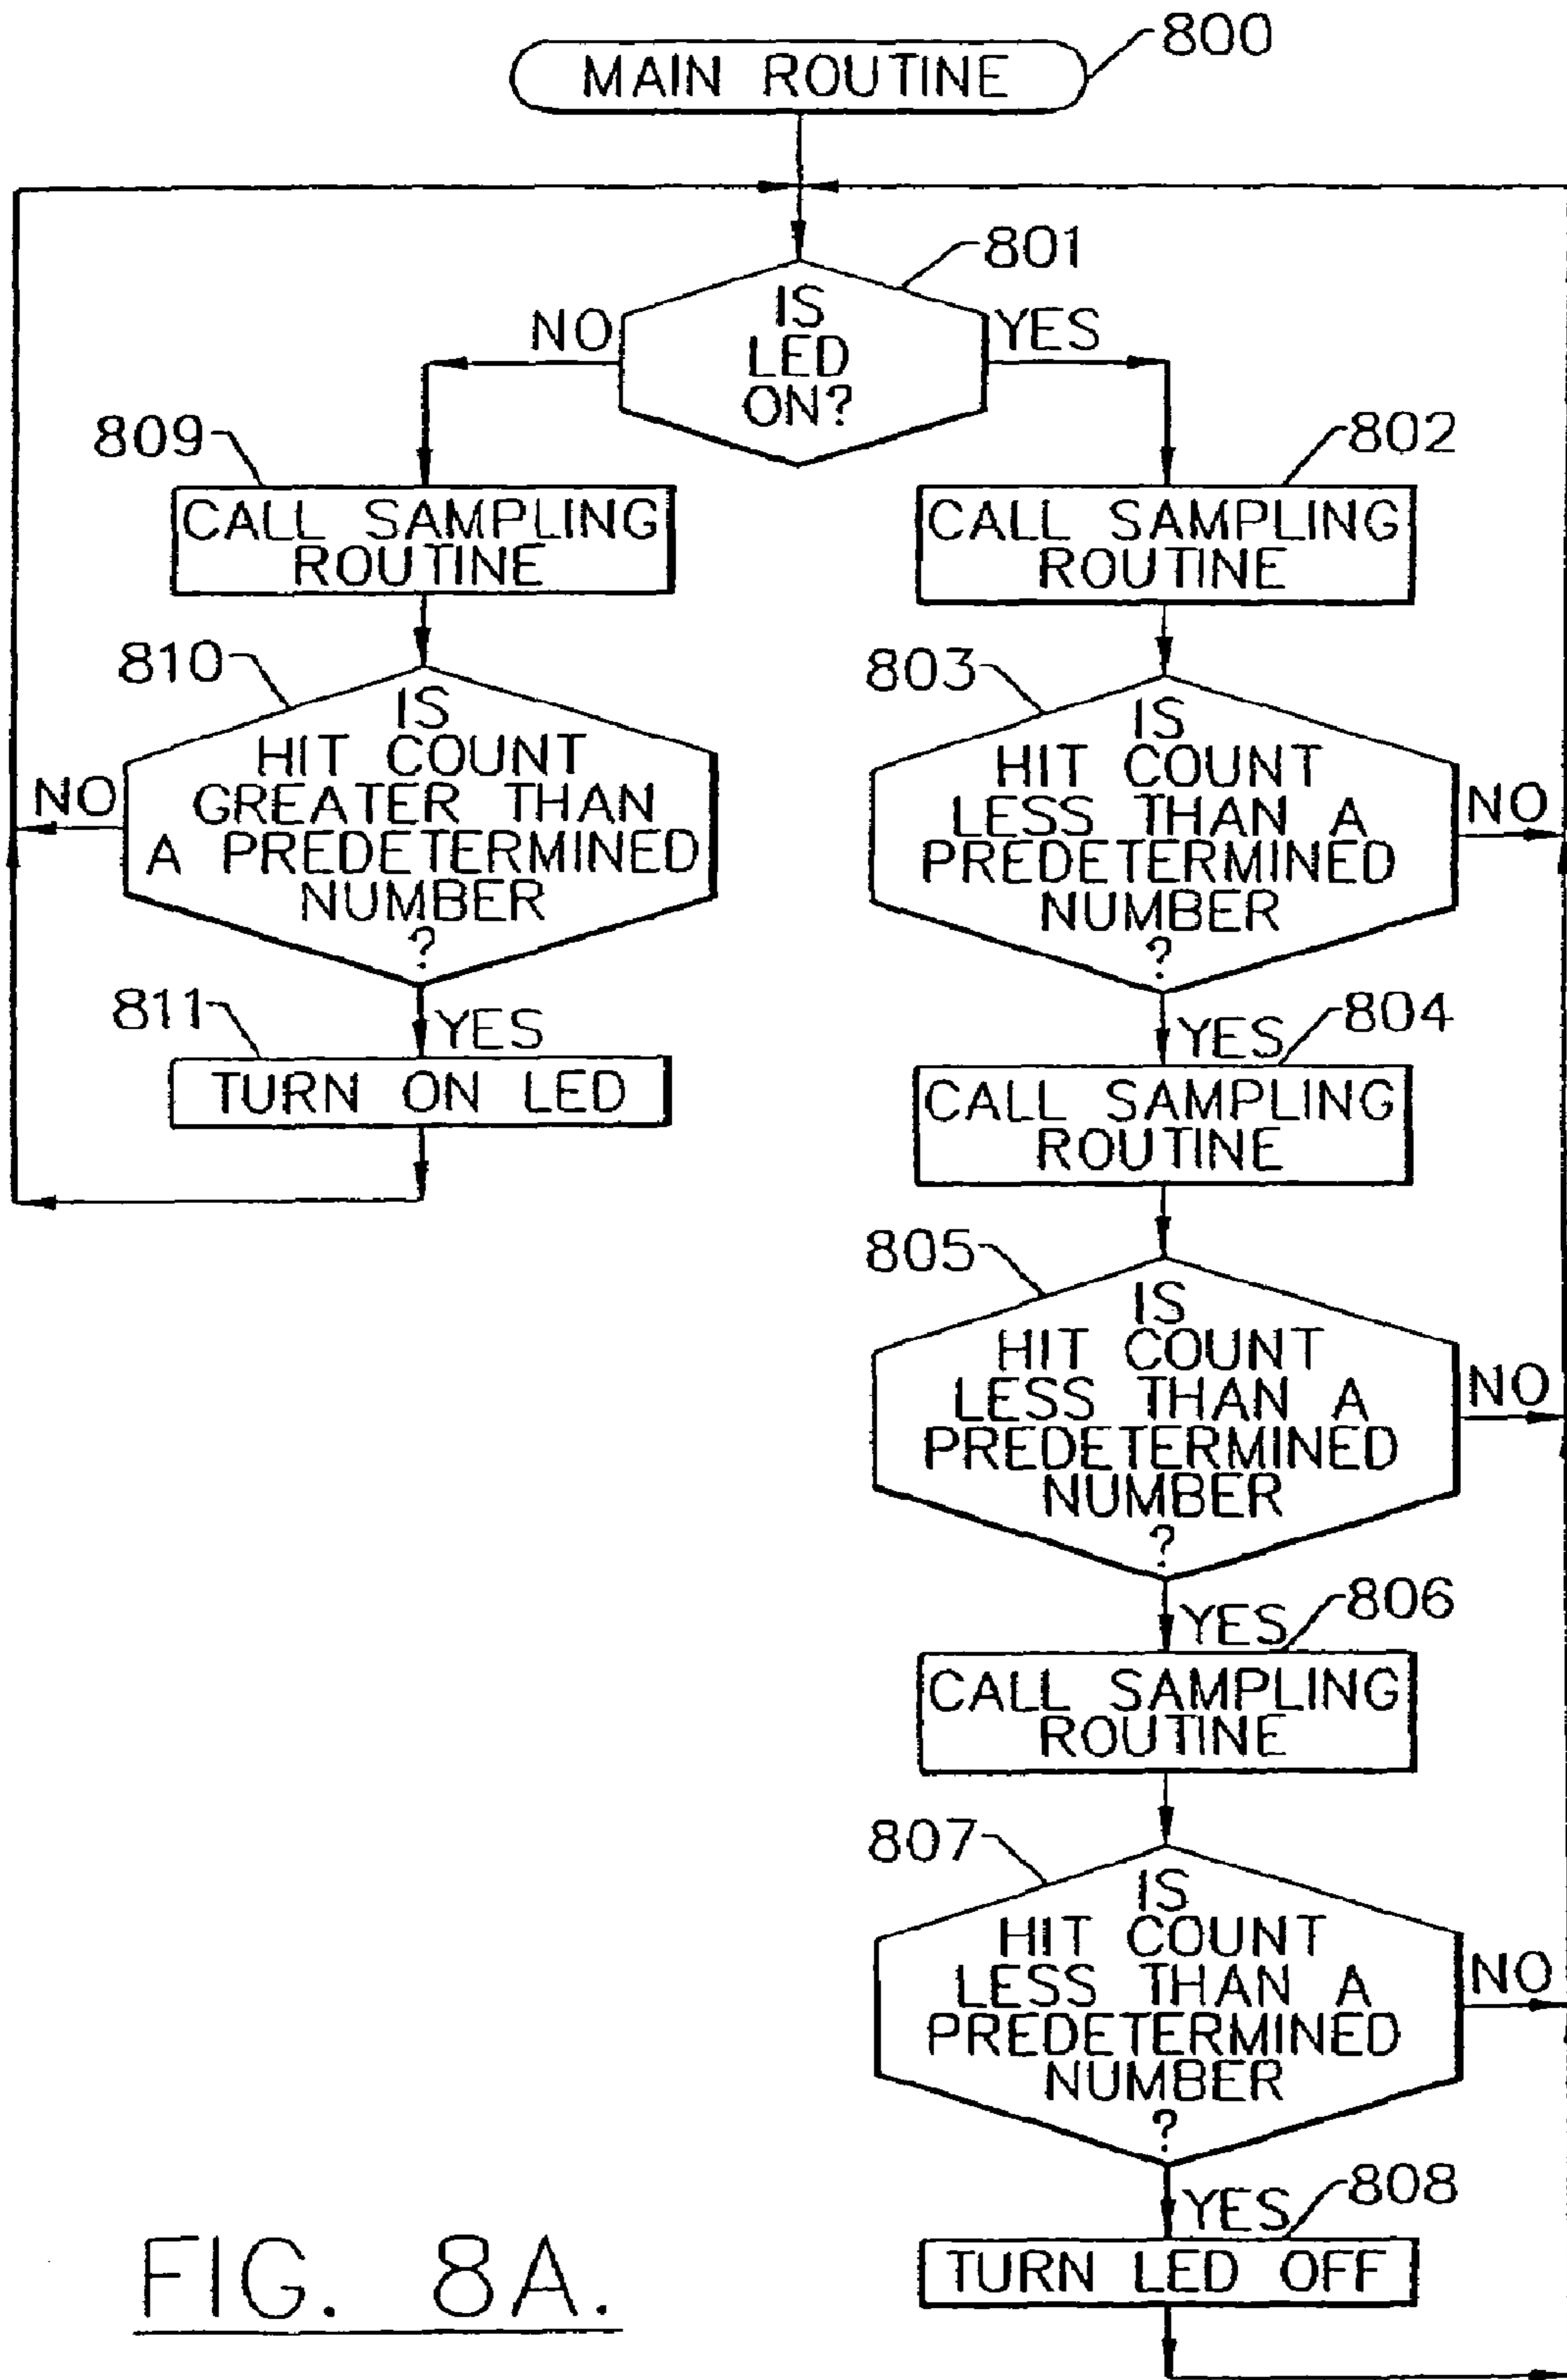 MAIN ROUTINE
800
801
IS
LED
ON?
NO
YES
809
CALL SAMPLING
ROUTINE
802
CALL SAMPLING
ROUTINE
810
IS
HIT COUNT
GREATER THAN
A PREDETERMINED
NUMBER
?
NO
803
IS
HIT COUNT
LESS THAN A
PREDETERMINED
NUMBER
?
NO
811
YES
TURN ON LED
YES
804
CALL SAMPLING
ROUTINE
805
IS
HIT COUNT
LESS THAN A
PREDETERMINED
NUMBER
?
NO
YES
806
CALL SAMPLING
ROUTINE
807
IS
HIT COUNT
LESS THAN A
PREDETERMINED
NUMBER
?
NO
YES
808
TURN LED OFF
FIG. 8A.